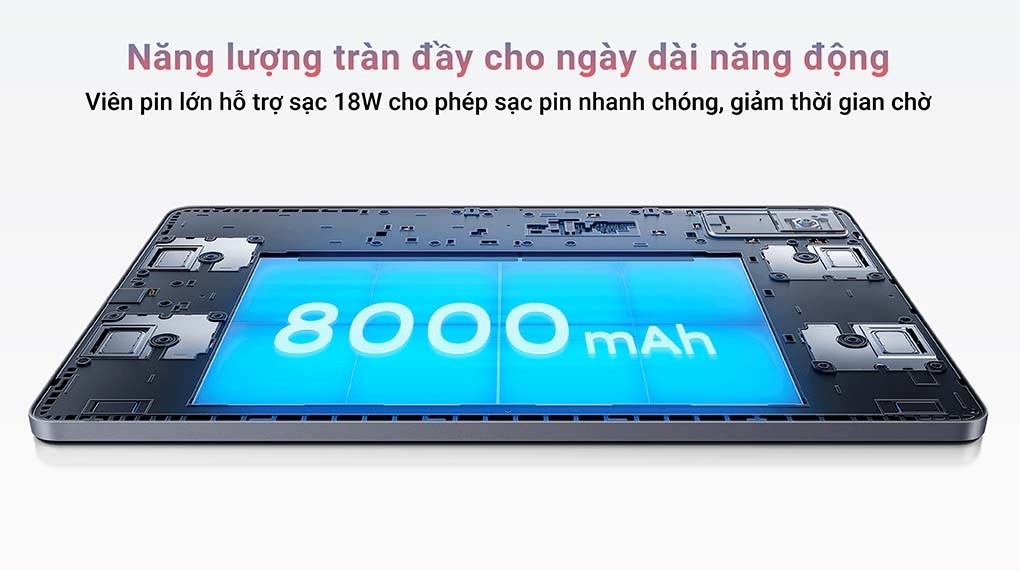 Năng lượng tràn đầy cho ngày dài năng động
Viên pin lớn hỗ trợ sạc 18W cho phép sạc pin nhanh chóng, giảm thời gian chờ
8000 mAh